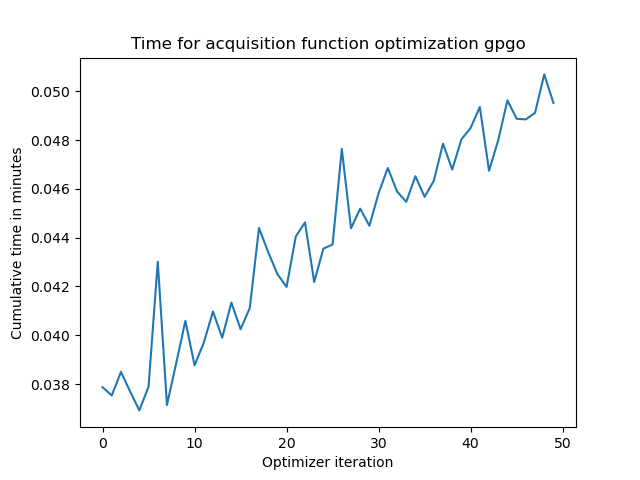 Time for acquisition function optimization gpgo
Cumulative time in minutes
0.050
0.048
0.046
0.044
0.042
0.040
0.038
0 10 20 30 40 50
Optimizer iteration